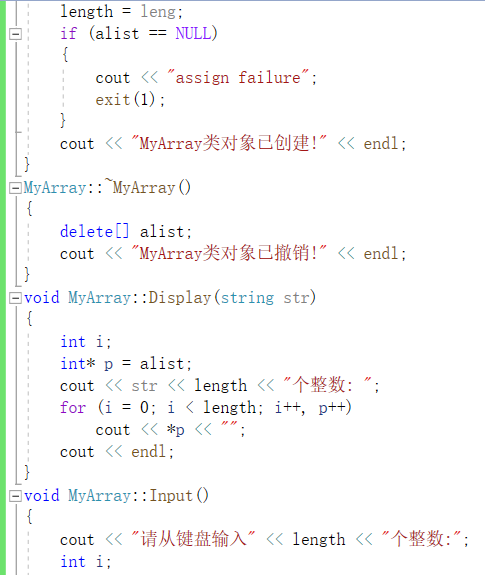 length = leng;
if (alist == NULL)
{
cout << "assign failure";
exit(1);
}
cout << "MyArray类对象已创建!" << endl;
}
MyArray::~MyArray()
{
delete[] alist;
cout << "MyArray类对象已撤销!" << endl;
}
void MyArray::Display(string str)
{
int i;
int* p = alist;
cout << str << length << "个整数: ";
for (i = 0; i < length; i++, p++)
cout << *p << "";
cout << endl;
}
void MyArray::Input()
{
cout << "请从键盘输入" << length << "个整数:";
int i;